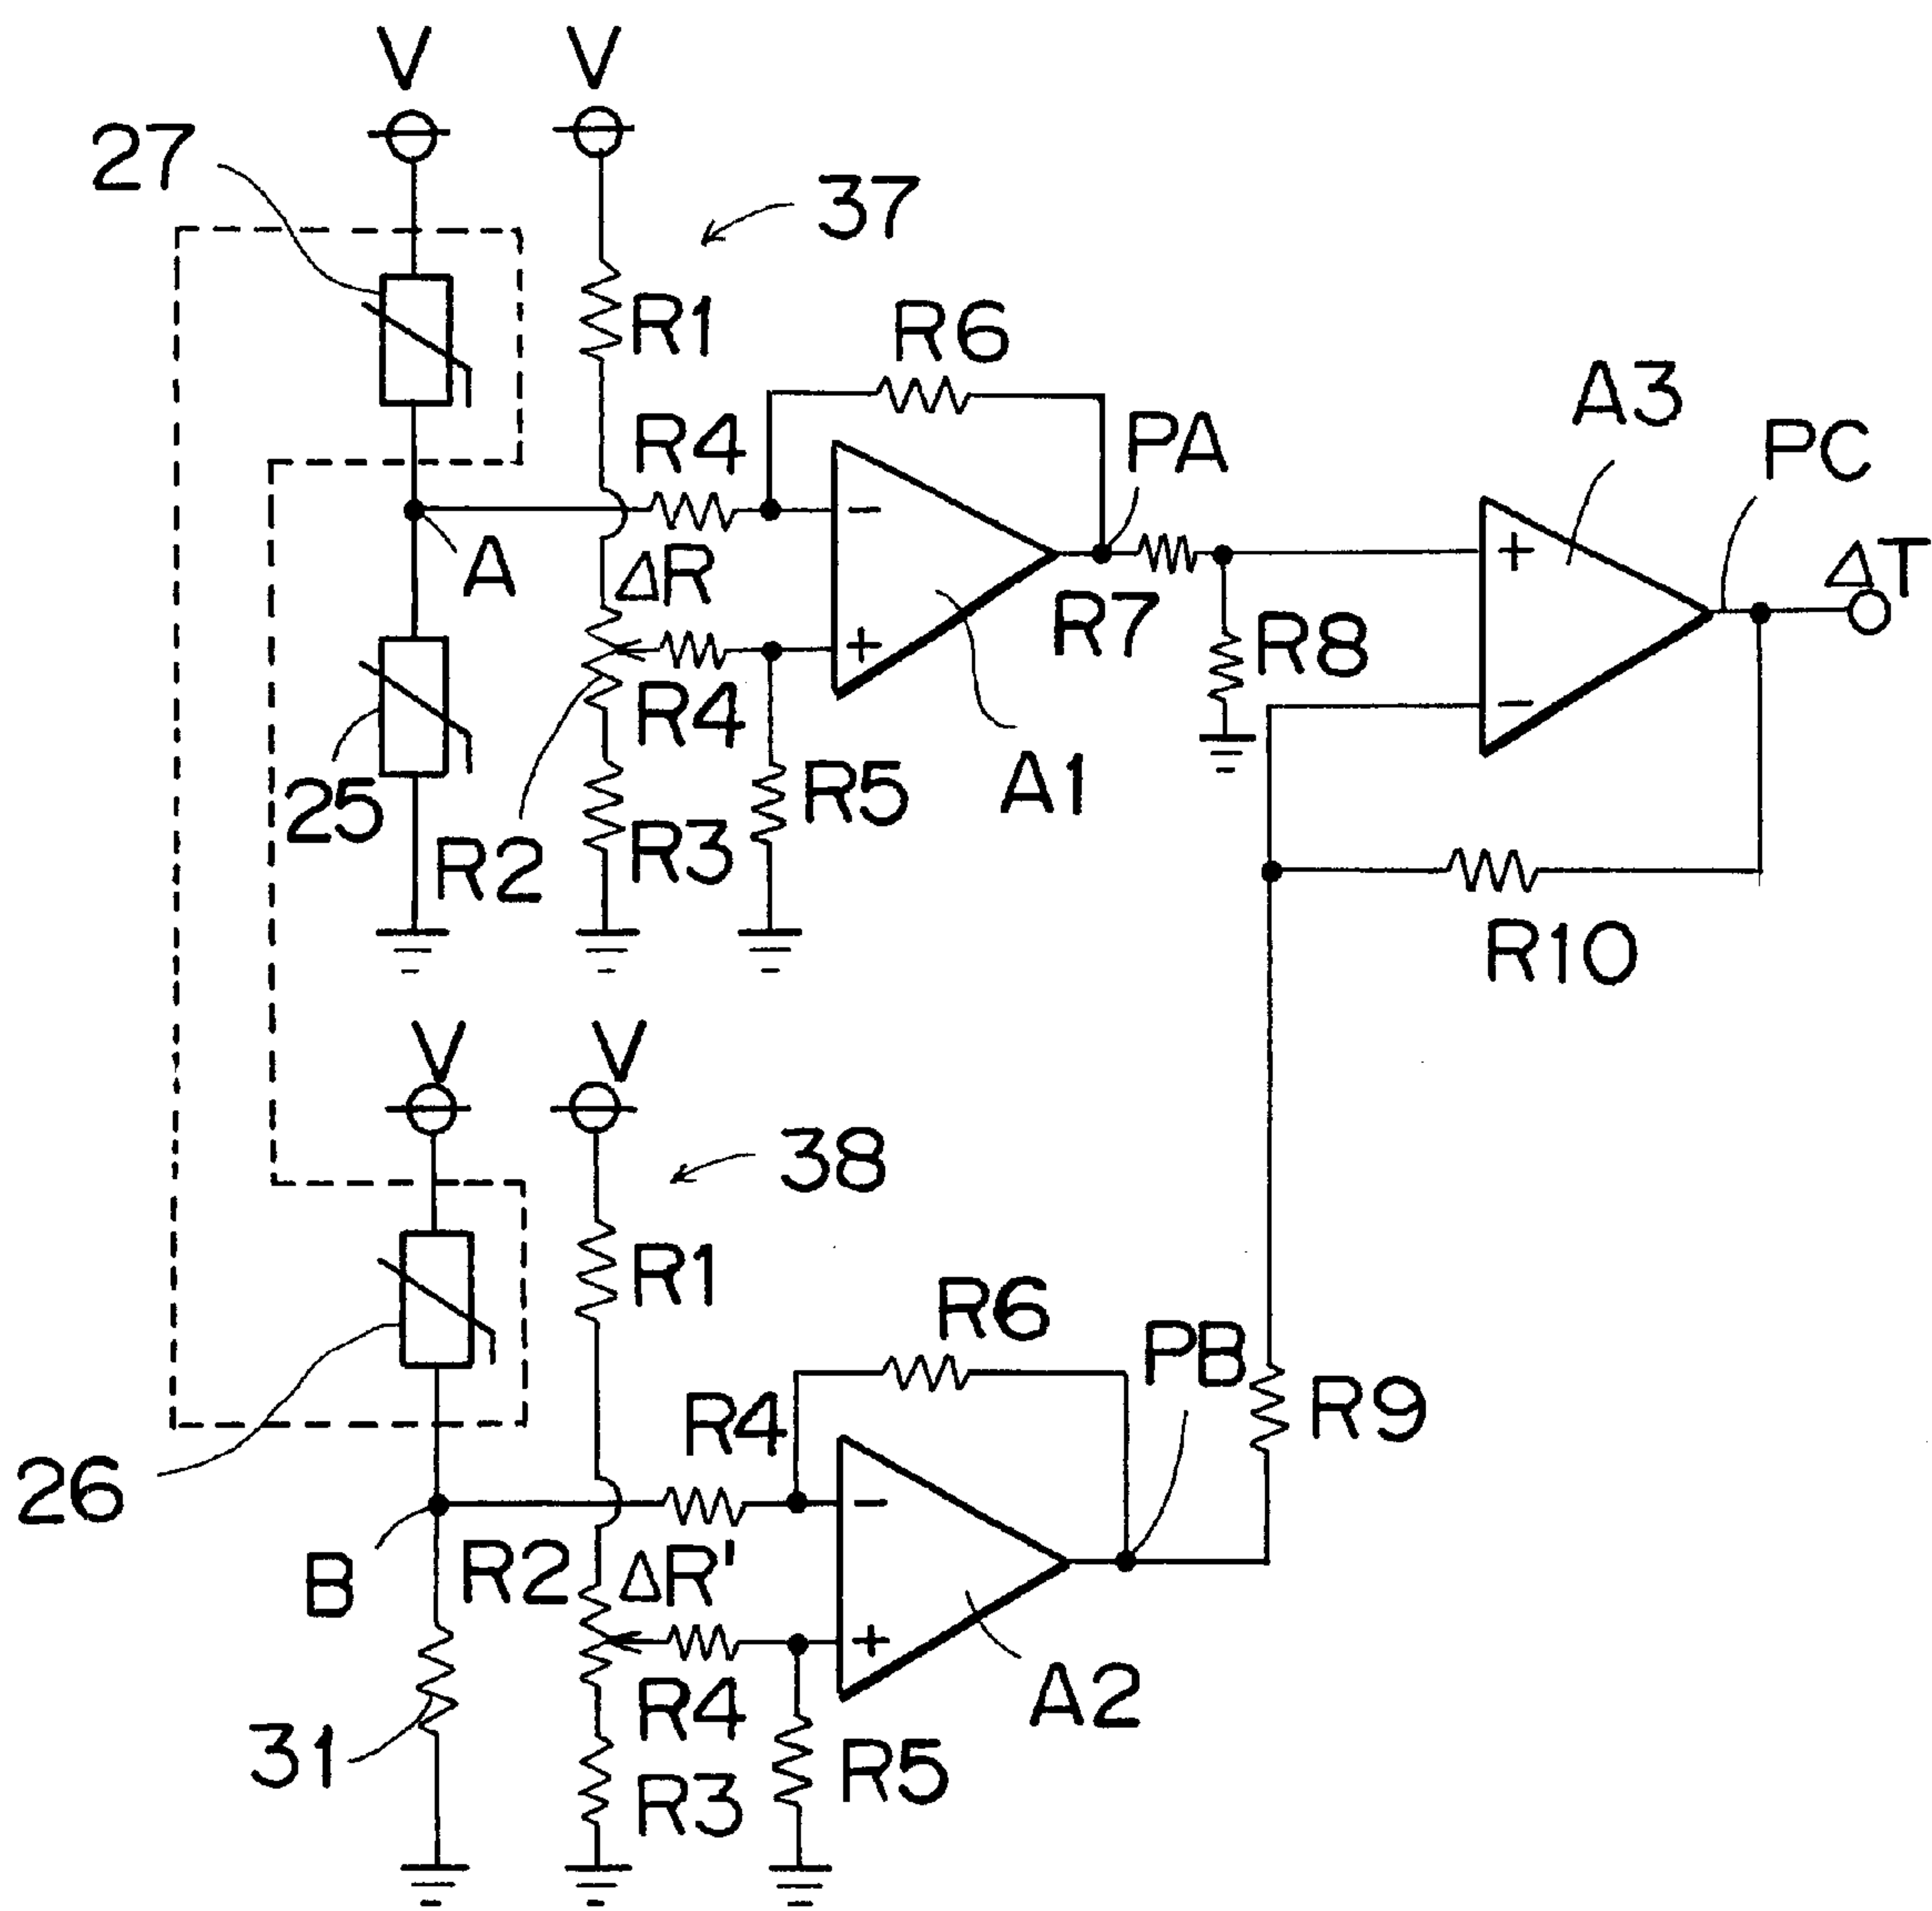 V V
27
37
R1
R6
A3
R4
PA
PC
−
A
ΔR
+
ΔT
+
R7
R8
R4
−
25
R5
A1
R2
R3
R10
V V
38
R1
R6
PB
R4
R9
26
−
B
R2
ΔR'
+
R4
A2
31
R3
R5